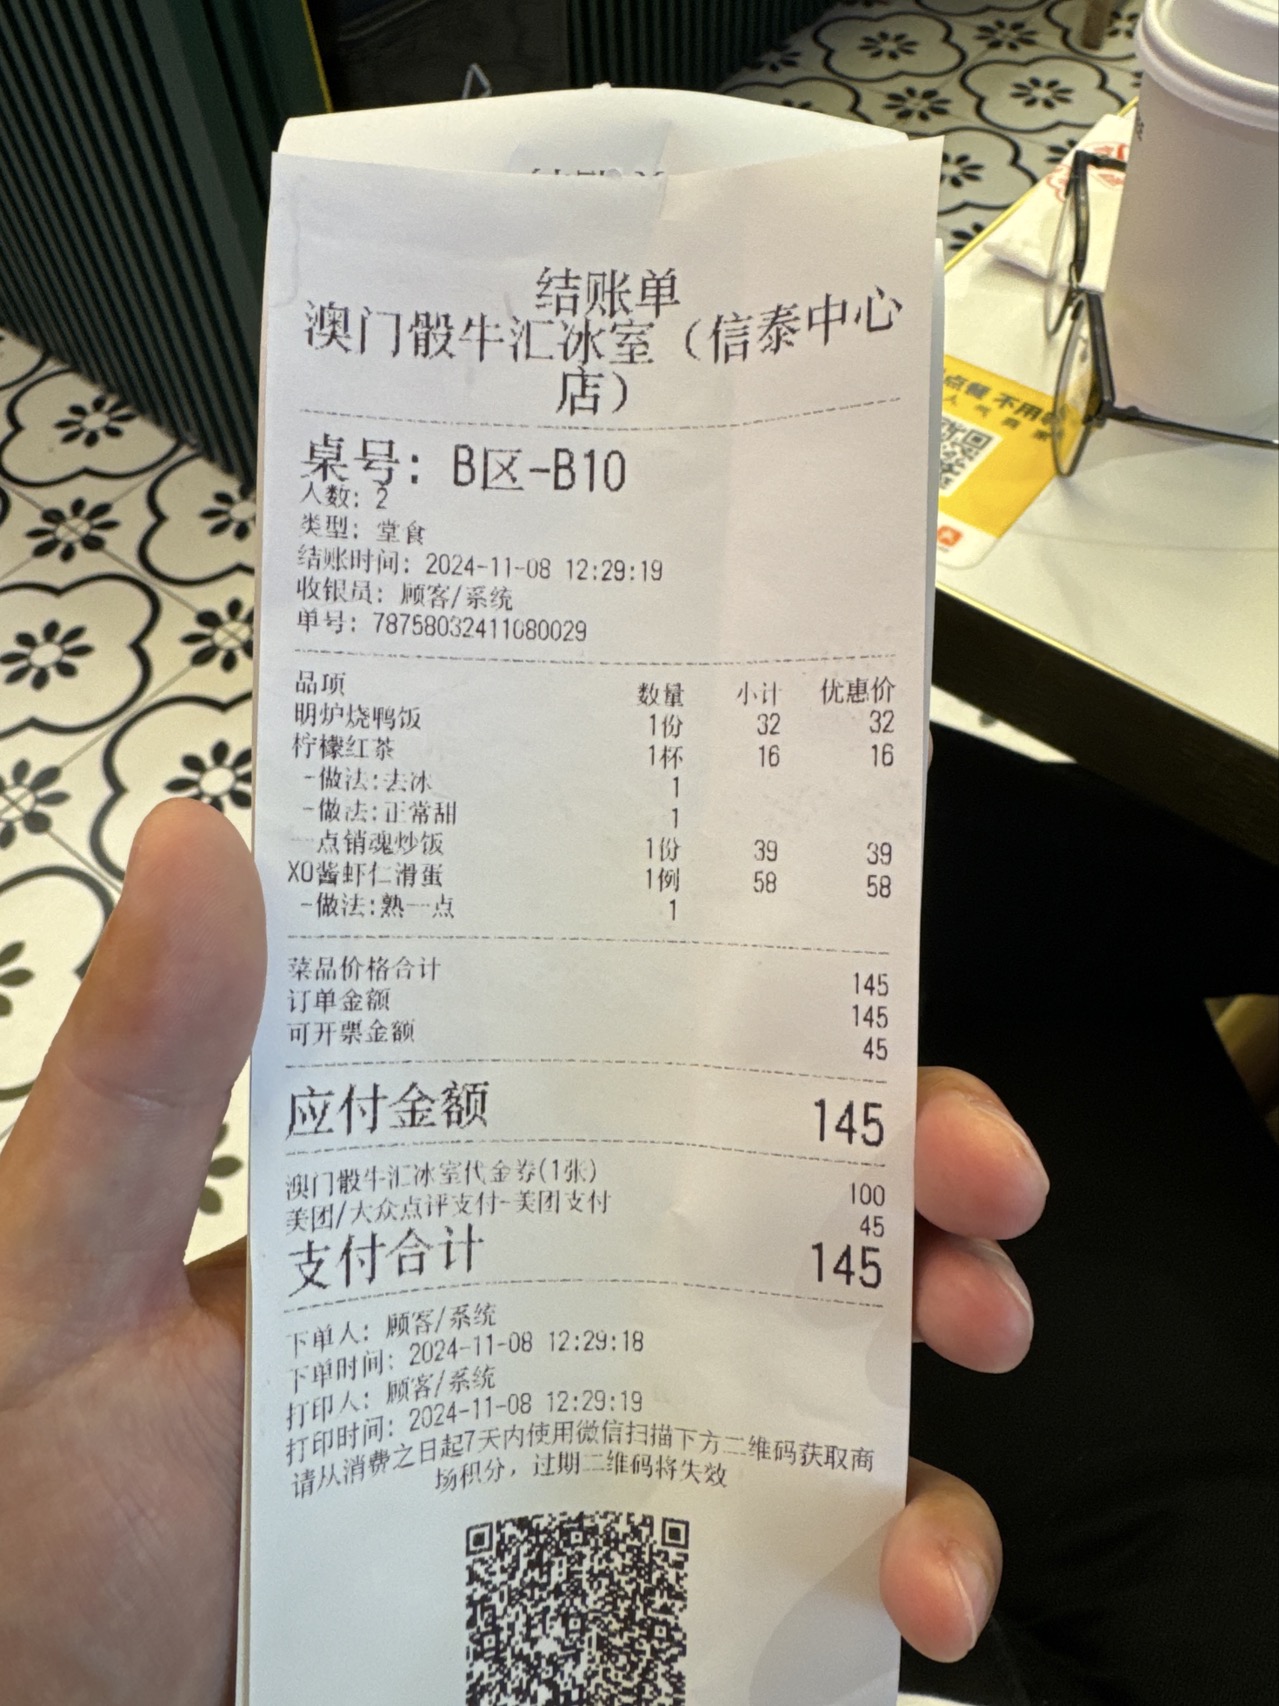 结账单
澳门骰牛汇冰室（信泰中心
店）
桌号：B区-B10
人数：2
类型：堂食
结账时间：2024-11-08 12:29:19
收银员：顾客/系统
单号：78758032411080029
品项 数量 小计 优惠价
明炉烧鸭饭 1份 32 32
柠檬红茶 1杯 16 16
-做法:去冰 1
-做法:正常甜 1
一点销魂炒饭 1份 39 39
XO酱虾仁滑蛋 1例 58 58
-做法:熟一点 1
菜品价格合计 145
订单金额 145
可开票金额 45
应付金额 145
澳门骰牛汇冰室代金券(1张) 100
美团/大众点评支付-美团支付 45
支付合计 145
下单人：顾客/系统
下单时间：2024-11-08 12:29:18
打印人：顾客/系统
打印时间：2024-11-08 12:29:19
请从消费之日起7天内使用微信扫描下方二维码获取商
场积分，过期二维码将失效
点餐 不用